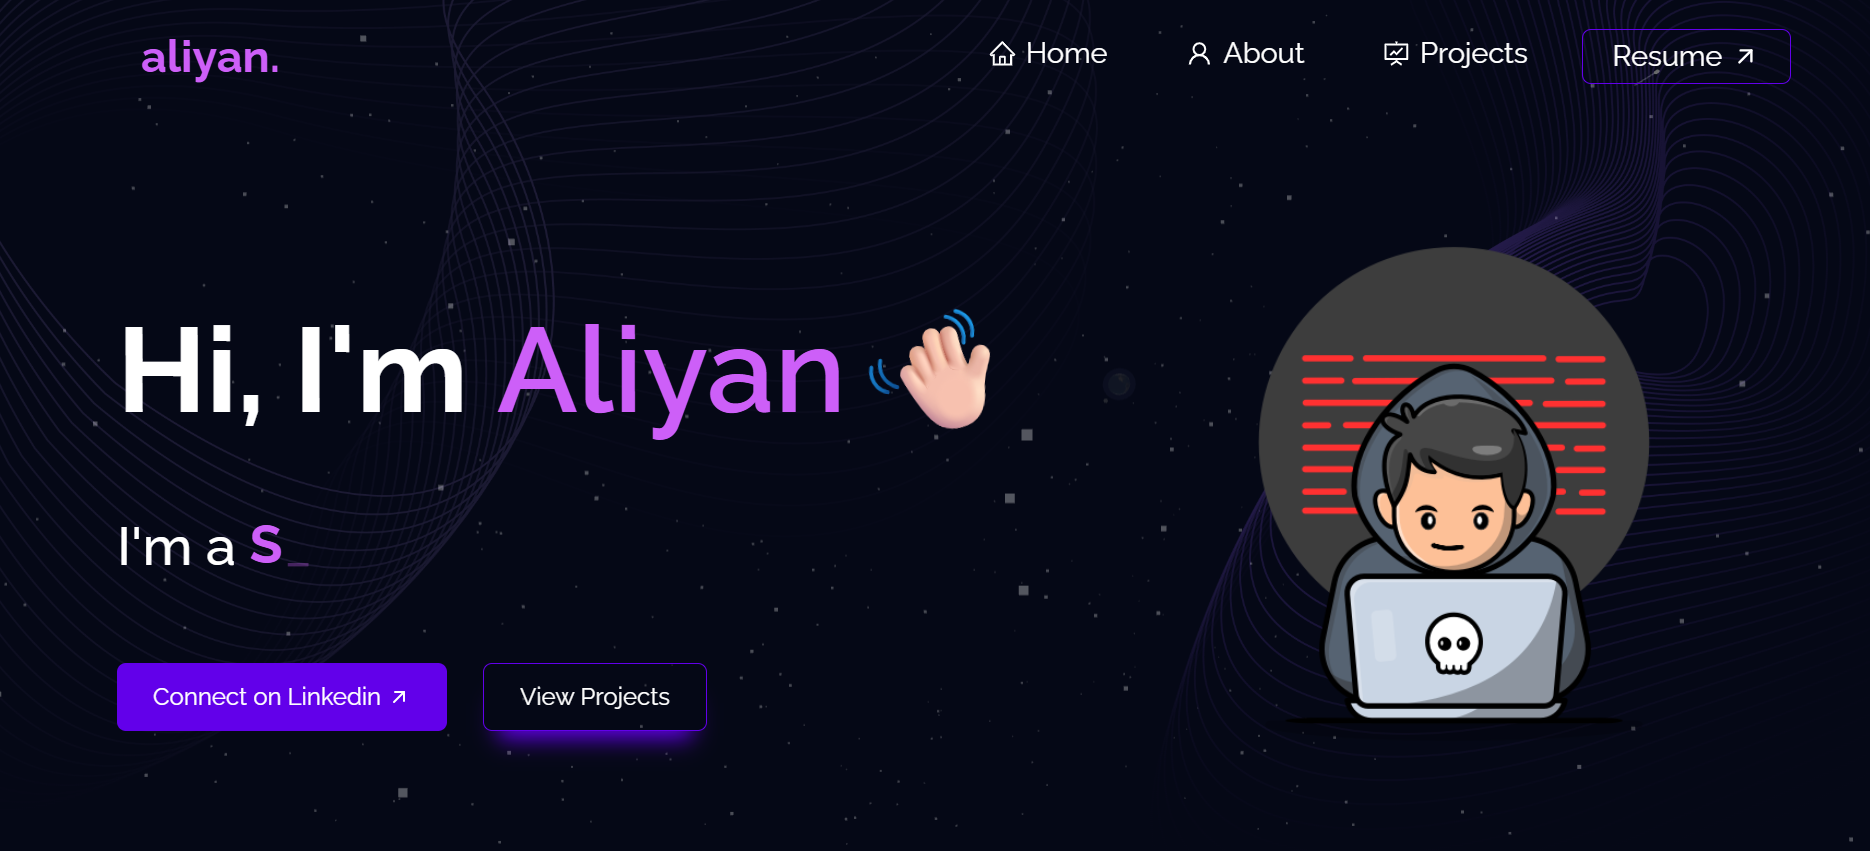 aliyan.
Home
About
Projects
Resume
Hi, I'm Aliyan
I'm a S_
Connect on Linkedin
View Projects